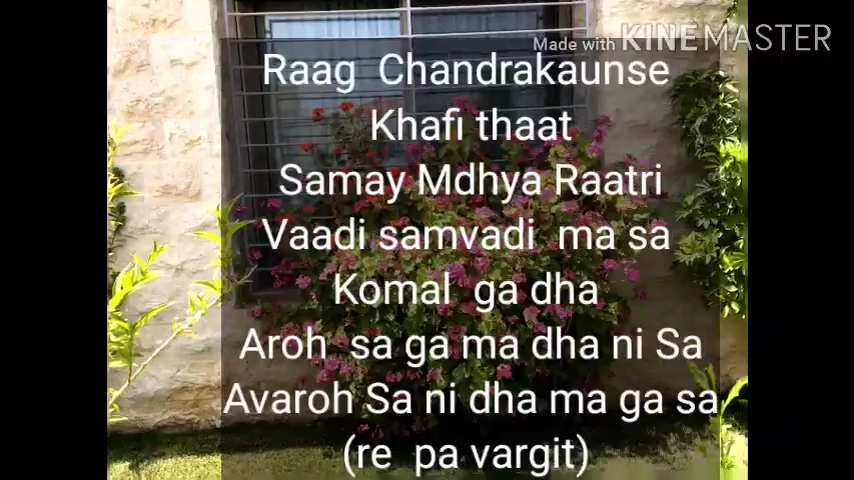 Made with KINEMASTER
Raag Chandrakaunse
Khafi thaat
Samay Mdhya Raatri
Vaadi samvadi ma sa
Komal ga dha
Aroh sa ga ma dha ni Sa
Avaroh Sa ni dha ma ga sa
(re pa vargit)